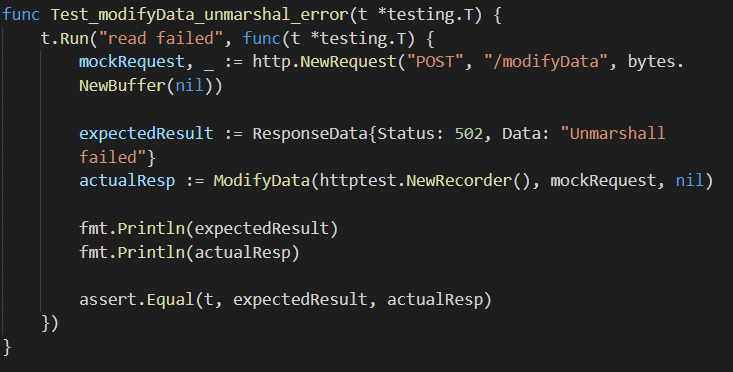 func Test_modifyData_unmarshal_error(t *testing.T) {
    t.Run("read failed", func(t *testing.T) {
        mockRequest, _ := http.NewRequest("POST", "/modifyData", bytes.
        NewBuffer(nil))

        expectedResult := ResponseData{Status: 502, Data: "Unmarshall
        failed"}
        actualResp := ModifyData(httptest.NewRecorder(), mockRequest, nil)

        fmt.Println(expectedResult)
        fmt.Println(actualResp)

        assert.Equal(t, expectedResult, actualResp)
    })
}